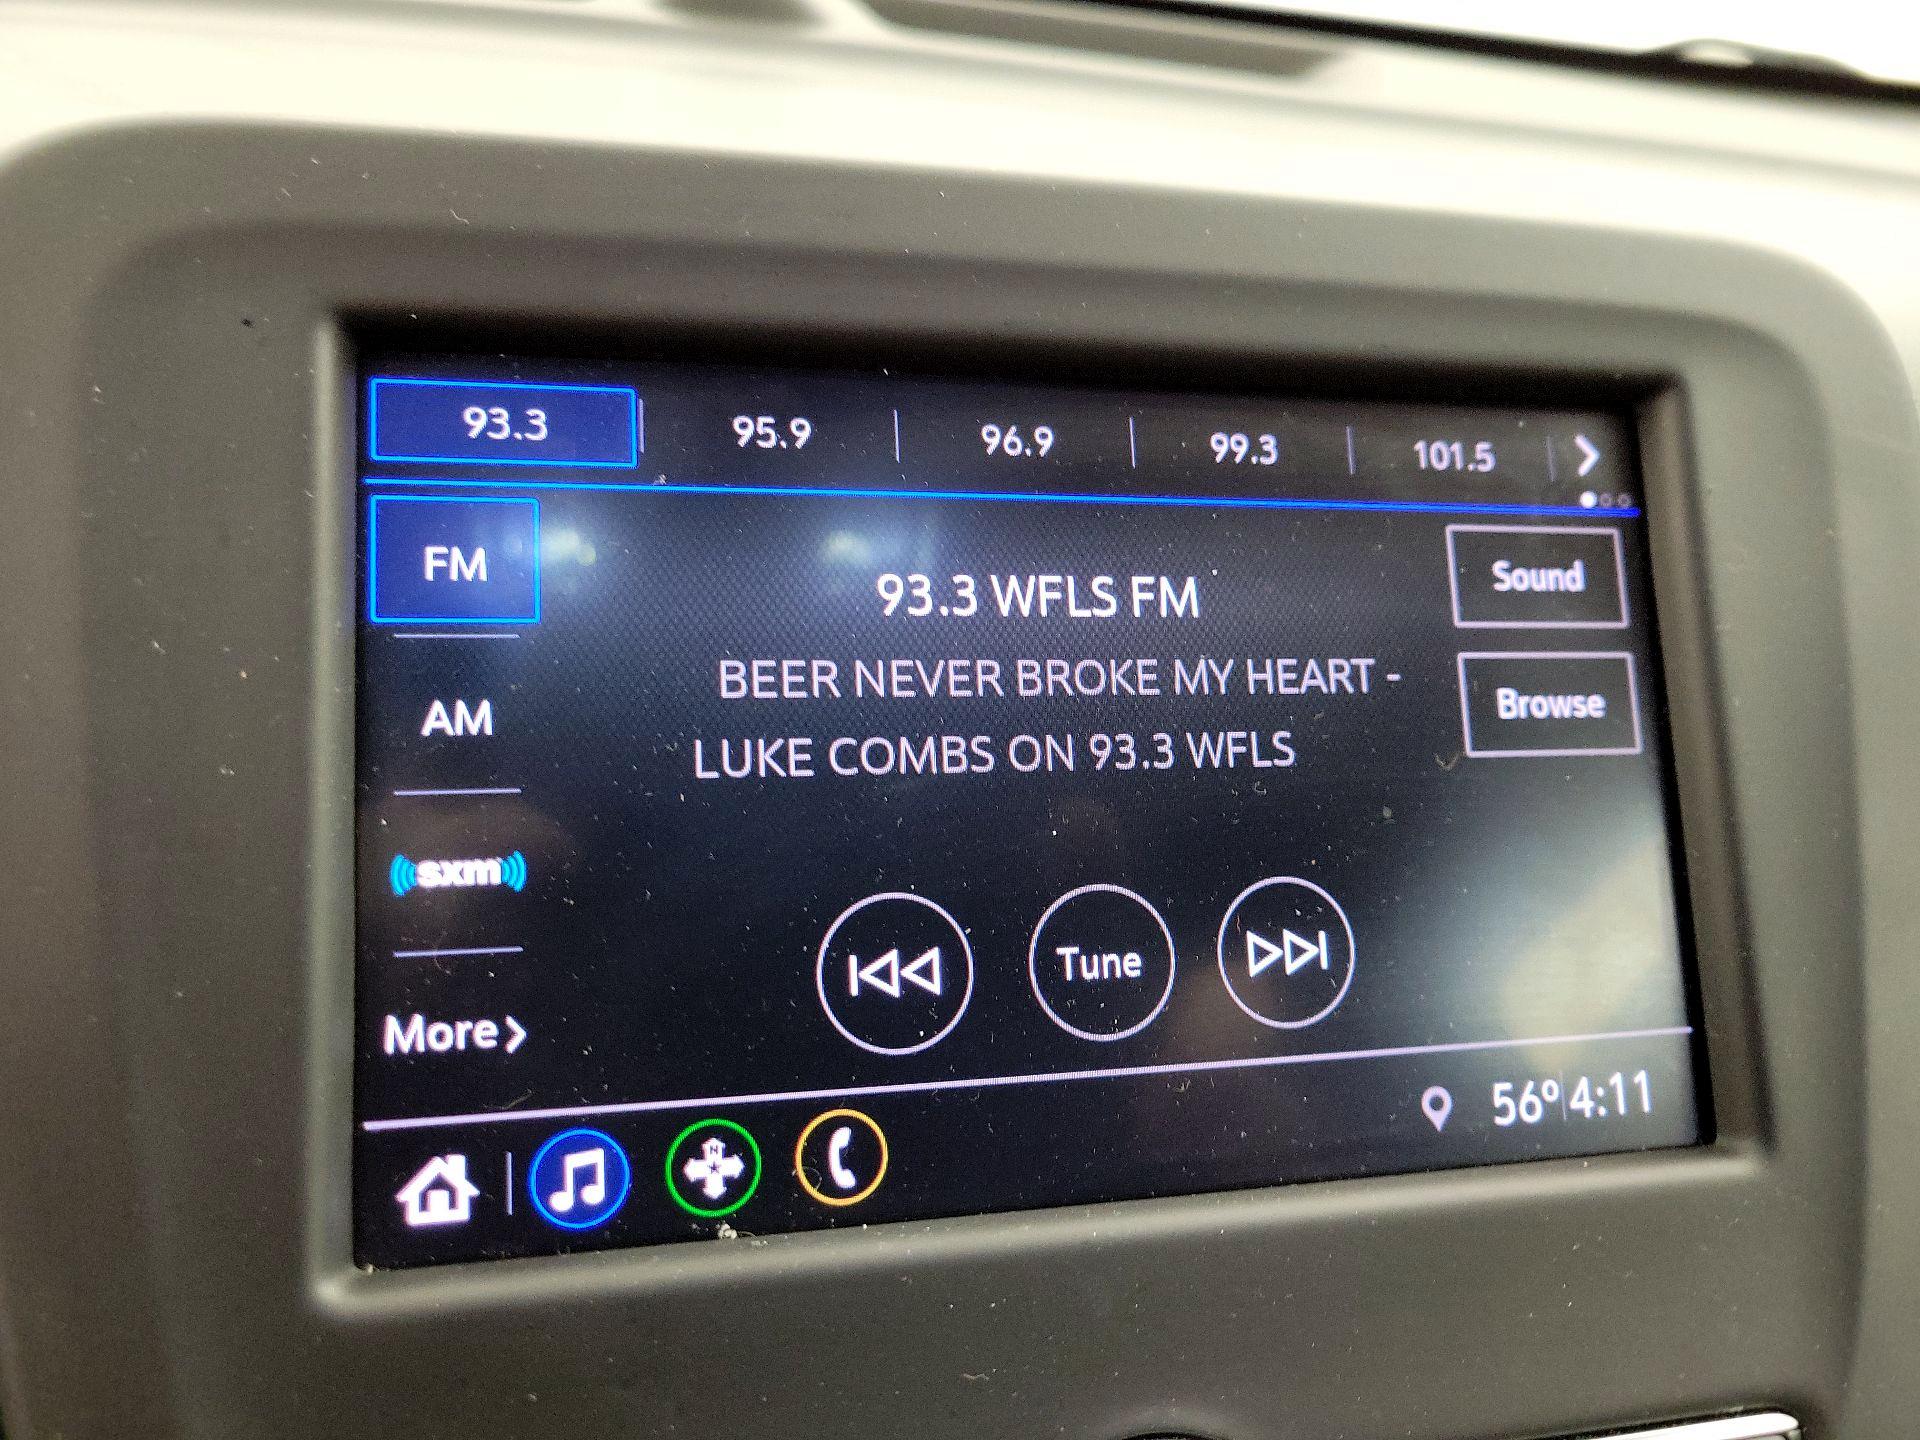 93.3 95.9 96.9 99.3 101.5
FM
93.3 WFLS FM
Sound
BEER NEVER BROKE MY HEART -
Browse
AM
LUKE COMBS ON 93.3 WFLS
sxm
Tune
More
N
56° 4:11